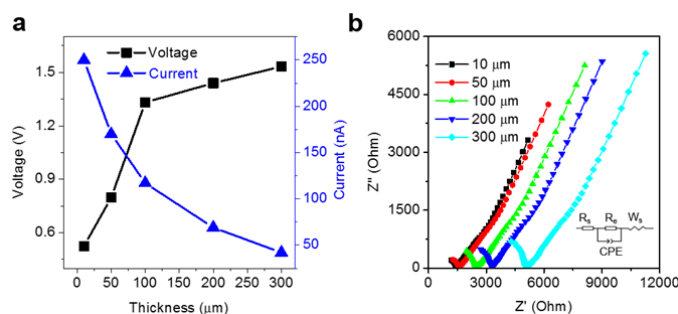 a
Voltage
Current
Voltage (V)
1.5
1.2
0.9
0.6
250
200
150
100
50
Current (nA)
0 50 100 150 200 250 300
Thickness (μm)
b
10 μm
50 μm
100 μm
200 μm
300 μm
Z'' (Ohm)
6000
4500
3000
1500
0
Rs Re Ws
CPE
0 3000 6000 9000 12000
Z' (Ohm)